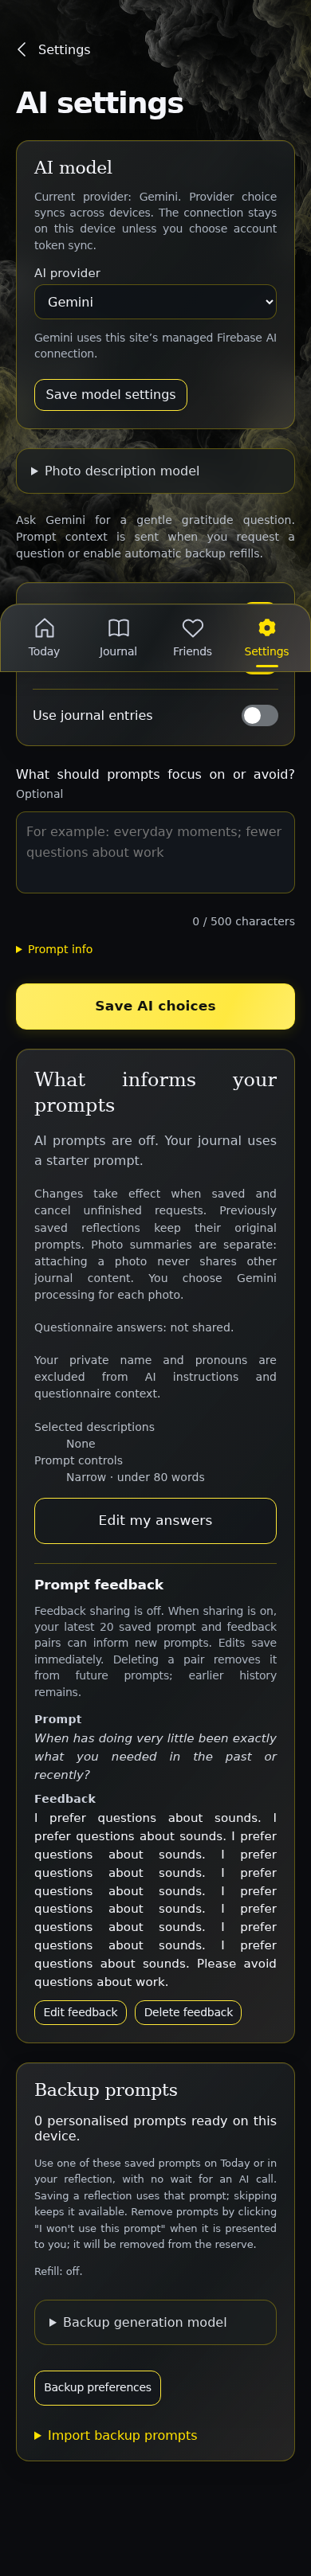 Settings
AI settings
AI model
Current provider: Gemini. Provider choice
syncs across devices. The connection stays
on this device unless you choose account
token sync.
AI provider
Gemini
Gemini uses this site’s managed Firebase AI
connection.
Save model settings
Photo description model
Ask Gemini for a gentle gratitude question.
Prompt context is sent when you request a
question or enable automatic backup refills.
Today
Journal
Friends
Settings
Use journal entries
What should prompts focus on or avoid?
Optional
For example: everyday moments; fewer
questions about work
0 / 500 characters
Prompt info
Save AI choices
What informs your
prompts
AI prompts are off. Your journal uses
a starter prompt.
Changes take effect when saved and
cancel unfinished requests. Previously
saved reflections keep their original
prompts. Photo summaries are separate:
attaching a photo never shares other
journal content. You choose Gemini
processing for each photo.
Questionnaire answers: not shared.
Your private name and pronouns are
excluded from AI instructions and
questionnaire context.
Selected descriptions
None
Prompt controls
Narrow · under 80 words
Edit my answers
Prompt feedback
Feedback sharing is off. When sharing is on,
your latest 20 saved prompt and feedback
pairs can inform new prompts. Edits save
immediately. Deleting a pair removes it
from future prompts; earlier history
remains.
Prompt
When has doing very little been exactly
what you needed in the past or
recently?
Feedback
I prefer questions about sounds. I
prefer questions about sounds. I prefer
questions about sounds. I prefer
questions about sounds. I prefer
questions about sounds. I prefer
questions about sounds. I prefer
questions about sounds. I prefer
questions about sounds. I prefer
questions about sounds. Please avoid
questions about work.
Edit feedback
Delete feedback
Backup prompts
0 personalised prompts ready on this
device.
Use one of these saved prompts on Today or in
your reflection, with no wait for an AI call.
Saving a reflection uses that prompt; skipping
keeps it available. Remove prompts by clicking
"I won't use this prompt" when it is presented
to you; it will be removed from the reserve.
Refill: off.
Backup generation model
Backup preferences
Import backup prompts